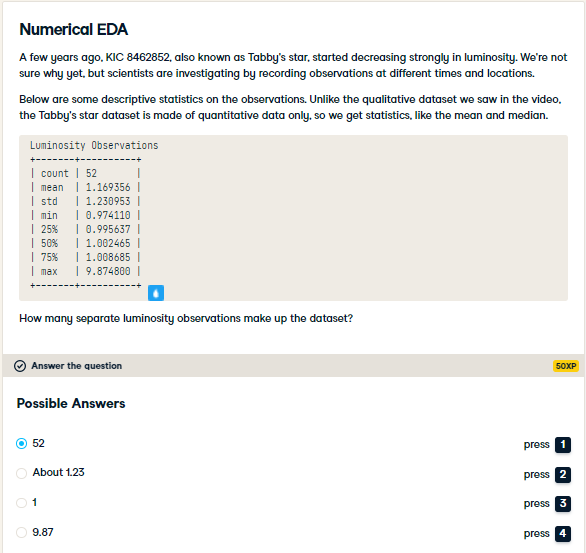 Numerical EDA
A few years ago, KIC 8462852, also known as Tabby's star, started decreasing strongly in luminosity. We're not
sure why yet, but scientists are investigating by recording observations at different times and locations.
Below are some descriptive statistics on the observations. Unlike the qualitative dataset we saw in the video,
the Tabby's star dataset is made of quantitative data only, so we get statistics, like the mean and median.
Luminosity Observations
+-------+----------+
| count | 52       |
| mean  | 1.169356 |
| std   | 1.230953 |
| min   | 0.974110 |
| 25%   | 0.995637 |
| 50%   | 1.002465 |
| 75%   | 1.008685 |
| max   | 9.874800 |
+-------+----------+
How many separate luminosity observations make up the dataset?
Answer the question 50XP
Possible Answers
52 press 1
About 1.23 press 2
1 press 3
9.87 press 4